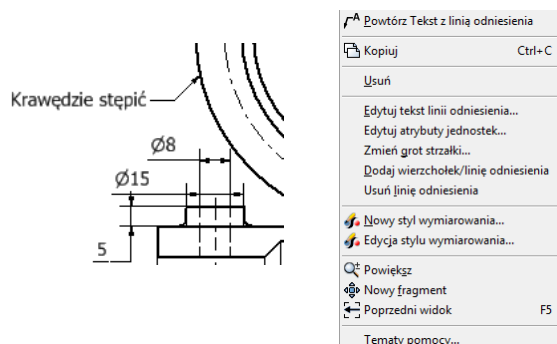 Krawędzie stępić
Ø8
Ø15
5
Powtórz Tekst z linią odniesienia
Kopiuj Ctrl+C
Usuń
Edytuj tekst linii odniesienia...
Edytuj atrybuty jednostek...
Zmień grot strzałki...
Dodaj wierzchołek/linię odniesienia
Usuń linię odniesienia
Nowy styl wymiarowania...
Edycja stylu wymiarowania...
Powiększ
Nowy fragment
Poprzedni widok F5
Tematy pomocy...